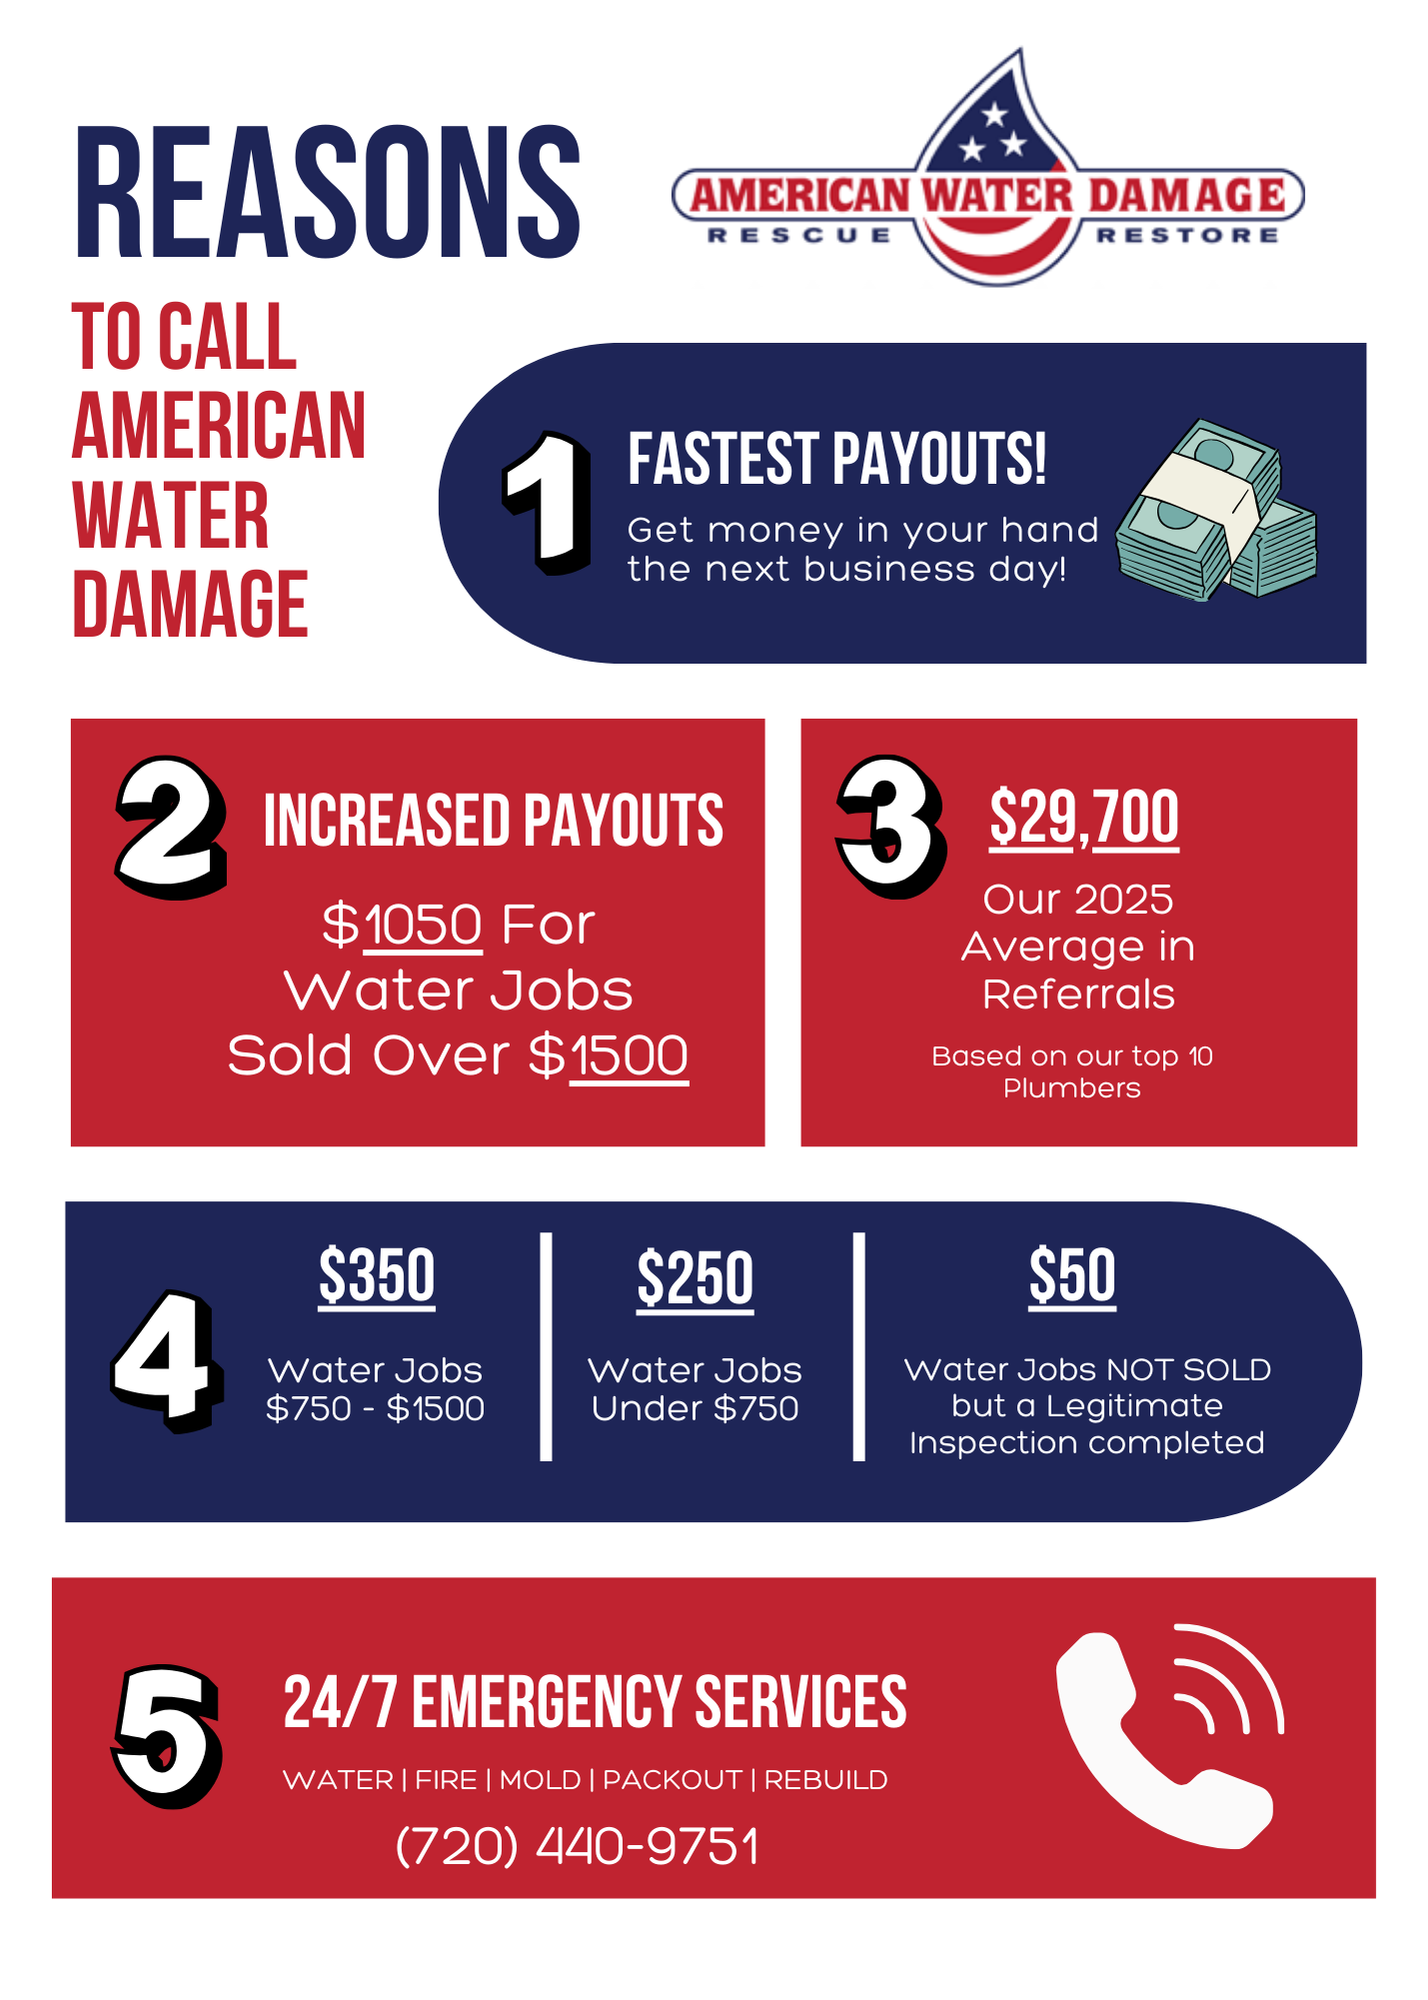 REASONS
AMERICAN WATER DAMAGE
RESCUE RESTORE
TO CALL
AMERICAN
WATER
DAMAGE
1
FASTEST PAYOUTS!
Get money in your hand
the next business day!
2
INCREASED PAYOUTS
$1050 For
Water Jobs
Sold Over $1500
3
$29,700
Our 2025
Average in
Referrals
Based on our top 10
Plumbers
4
$350
Water Jobs
$750 - $1500
$250
Water Jobs
Under $750
$50
Water Jobs NOT SOLD
but a Legitimate
Inspection completed
5
24/7 EMERGENCY SERVICES
WATER | FIRE | MOLD | PACKOUT | REBUILD
(720) 440-9751